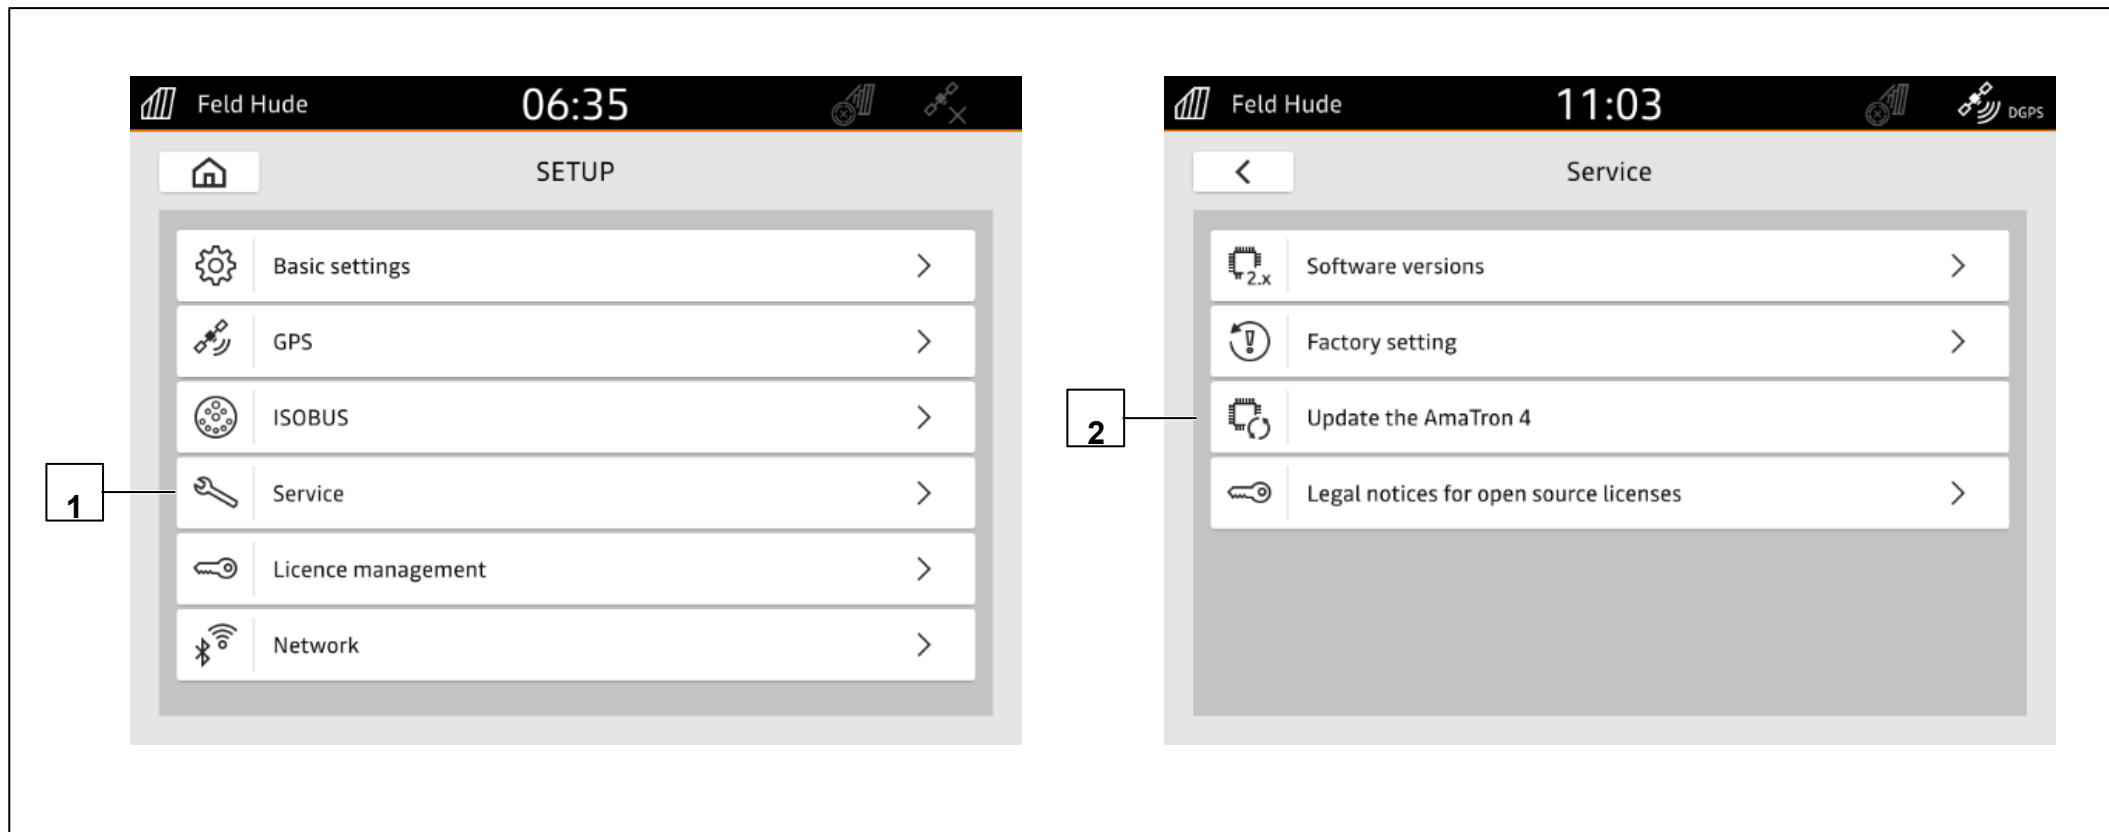 Feld Hude 06:35
SETUP
Basic settings
GPS
ISOBUS
1
Service
Licence management
Network
Feld Hude 11:03 DGPS
Service
2.x
Software versions
Factory setting
2
Update the AmaTron 4
Legal notices for open source licenses